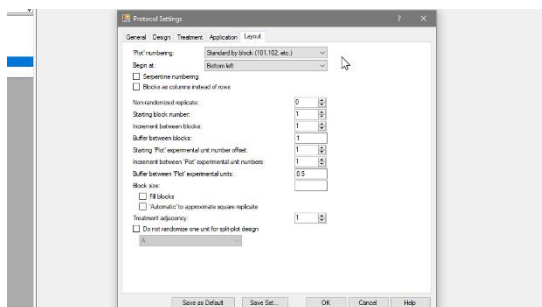 Protocol Settings
General Design Treatment Application Layout
'Plot' numbering: Standard by block (101,102, etc.)
Begin at: Bottom left
Serpentine numbering
Blocks as columns instead of rows
Non-randomized replicate: 0
Starting block number: 1
Increment between blocks: 1
Buffer between blocks: 1
Starting 'Plot' experimental unit number offset: 1
Increment between 'Plot' experimental unit numbers: 1
Buffer between 'Plot' experimental units: 0.5
Block size:
Fill blocks
'Automatic' to approximate square replicate
Treatment adjacency: 1
Do not randomize one unit for split-plot design
A
Save as Default Save Set... OK Cancel Help